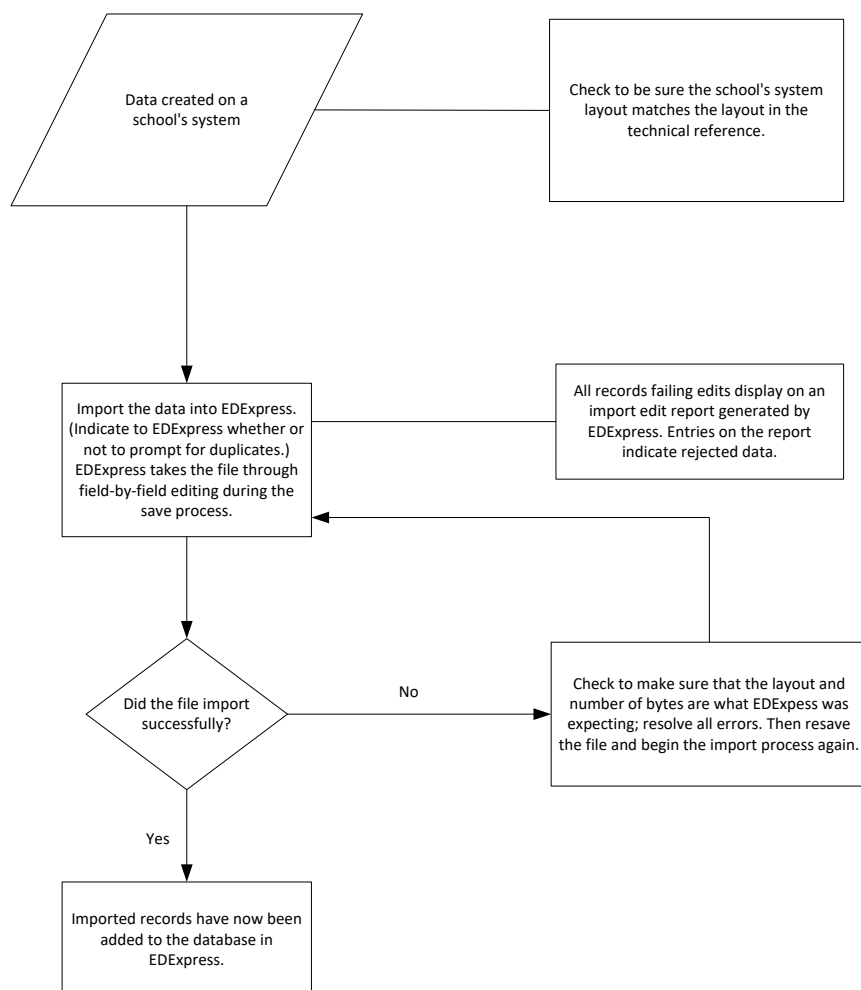 Data created on a
school's system
Check to be sure the school's system
layout matches the layout in the
technical reference.
Import the data into EDExpress.
(Indicate to EDExpress whether or
not to prompt for duplicates.)
EDExpress takes the file through
field-by-field editing during the
save process.
All records failing edits display on an
import edit report generated by
EDExpress. Entries on the report
indicate rejected data.
Did the file import
successfully?
No
Check to make sure that the layout and
number of bytes are what EDExpess was
expecting; resolve all errors. Then resave
the file and begin the import process again.
Yes
Imported records have now been
added to the database in
EDExpress.